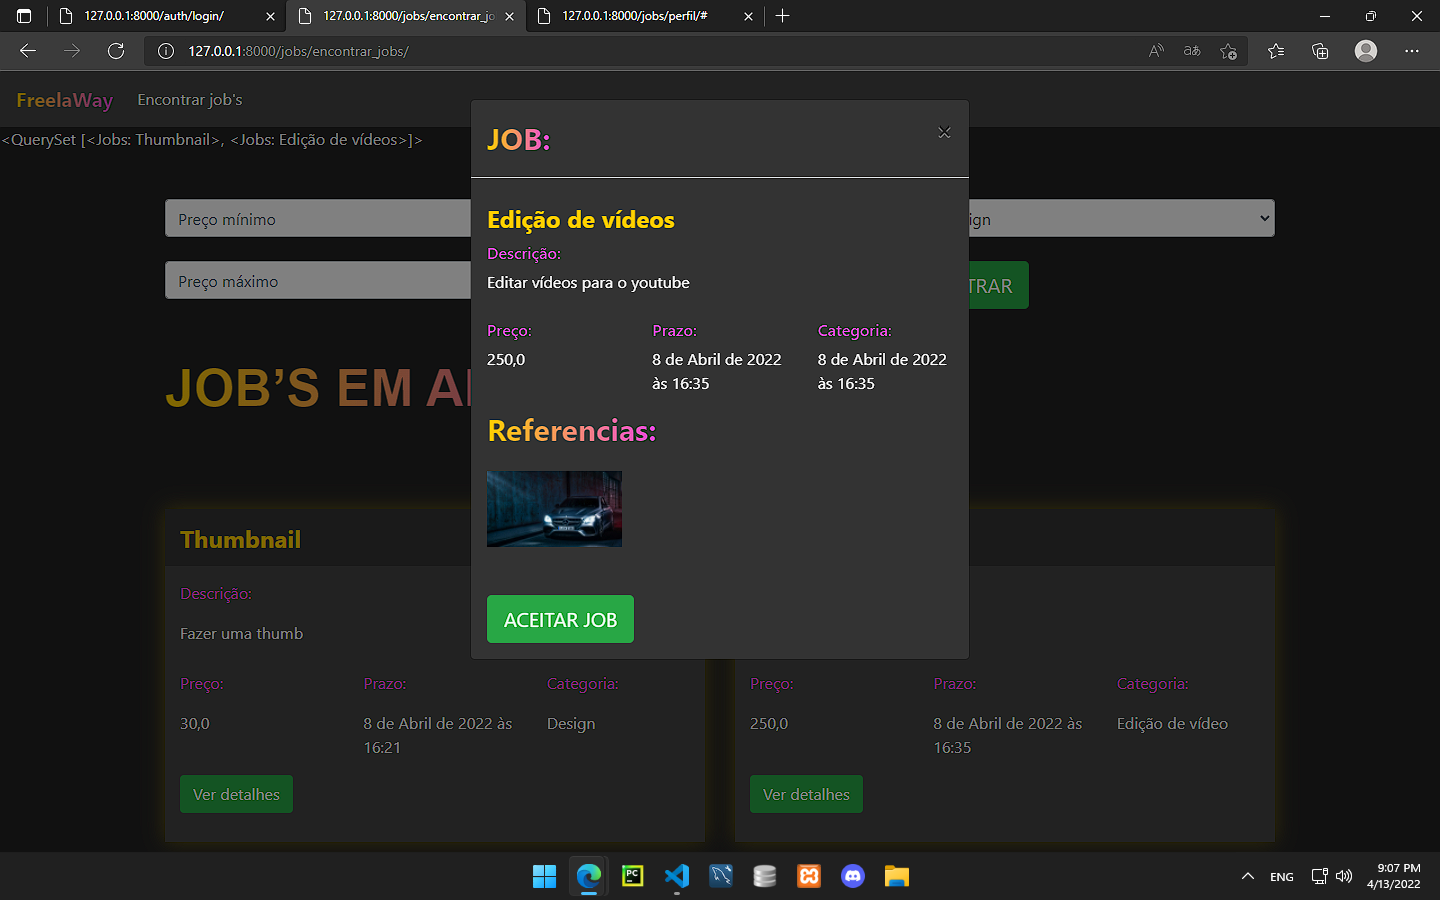 127.0.0.1:8000/auth/login/
127.0.0.1:8000/jobs/encontrar_jo
127.0.0.1:8000/jobs/perfil/#
127.0.0.1:8000/jobs/encontrar_jobs/
FreelaWay
Encontrar job's
<QuerySet [<Jobs: Thumbnail>, <Jobs: Edição de vídeos>]>
Preço mínimo
ign
Preço máximo
TRAR
JOB’S EM A
JOB:
Edição de vídeos
Descrição:
Editar vídeos para o youtube
Preço:
Prazo:
Categoria:
250,0
8 de Abril de 2022
às 16:35
8 de Abril de 2022
às 16:35
Referencias:
ACEITAR JOB
Thumbnail
Descrição:
Fazer uma thumb
Preço:
Prazo:
Categoria:
30,0
8 de Abril de 2022 às
16:21
Design
Ver detalhes
Preço:
Prazo:
Categoria:
250,0
8 de Abril de 2022 às
16:35
Edição de vídeo
Ver detalhes
PC
ENG
9:07 PM
4/13/2022